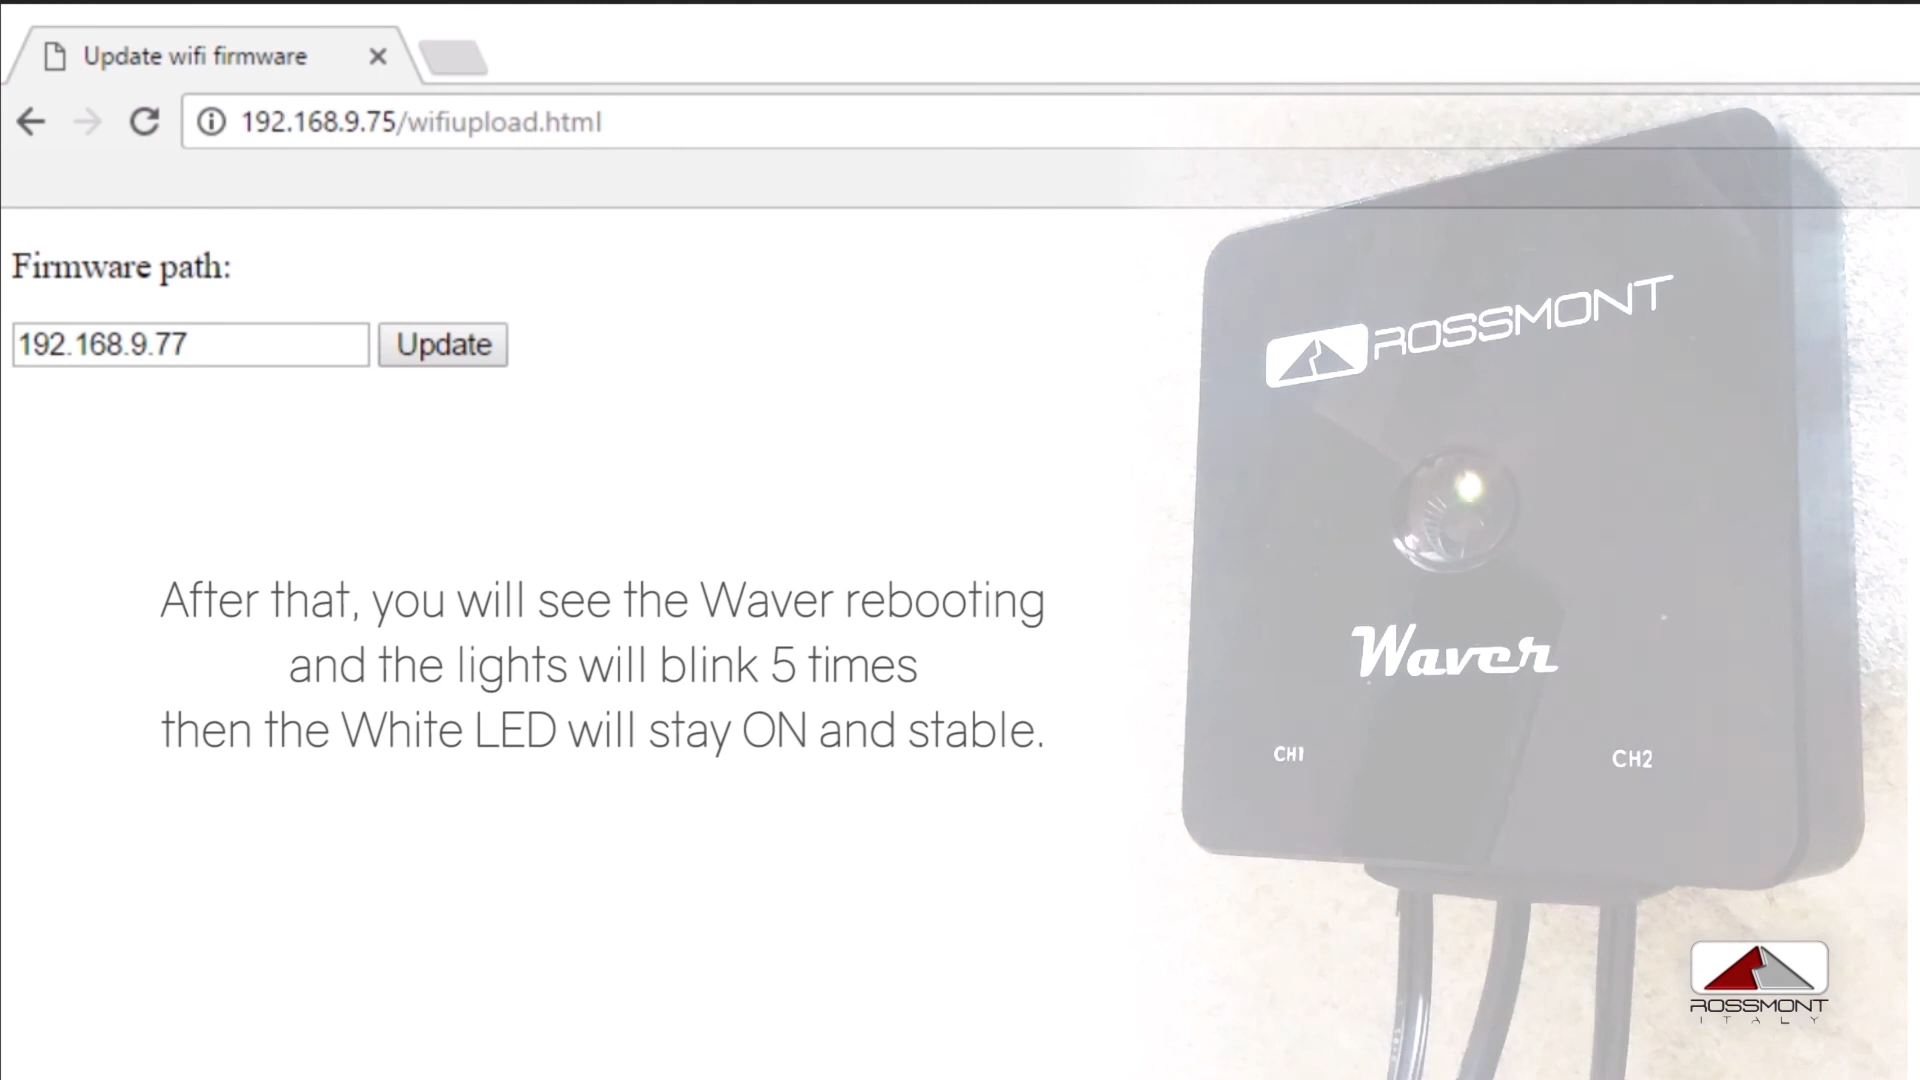 Update wifi firmware
192.168.9.75/wifiupload.html
Firmware path:
192.168.9.77 Update
After that, you will see the Waver rebooting
and the lights will blink 5 times
then the White LED will stay ON and stable.
ROSSMONT
Waver
CH1 CH2
ROSSMONT
ITALY